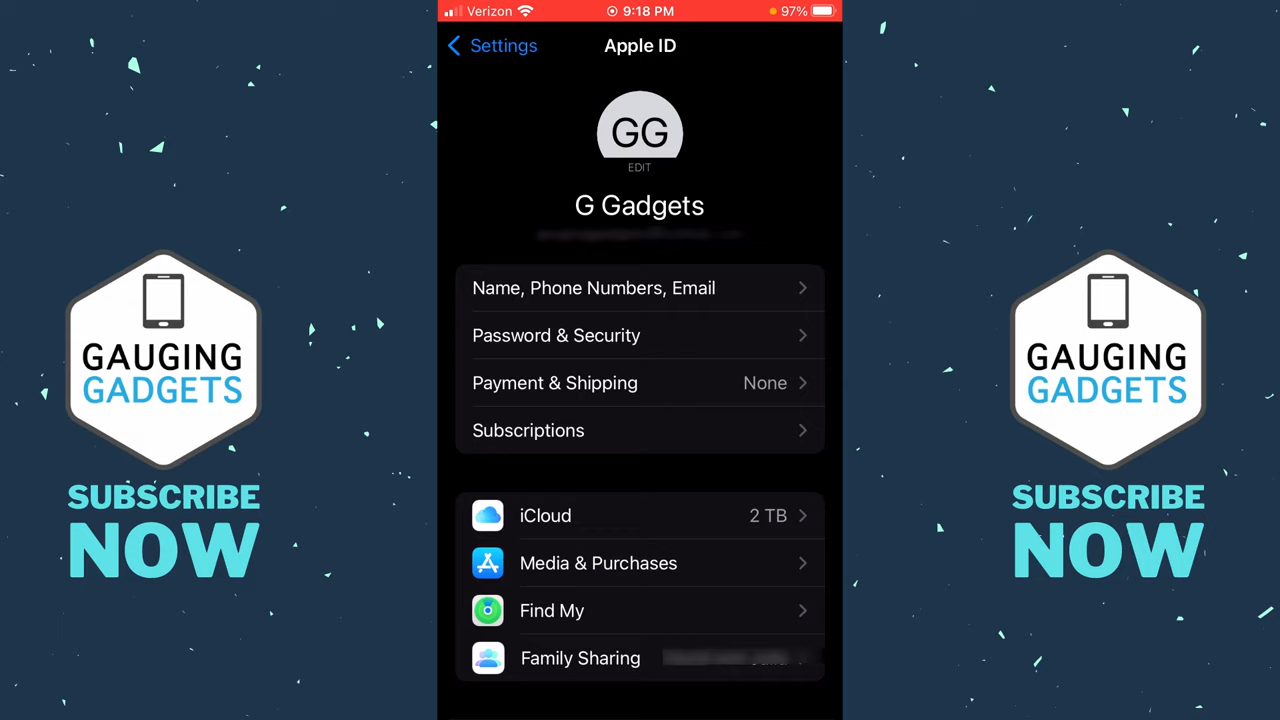 Verizon 9:18 PM 97%
Settings Apple ID
GG
EDIT
G Gadgets
Name, Phone Numbers, Email
Password & Security
Payment & Shipping None
Subscriptions
iCloud 2 TB
Media & Purchases
Find My
Family Sharing
GAUGING
GADGETS
SUBSCRIBE
NOW
GAUGING
GADGETS
SUBSCRIBE
NOW